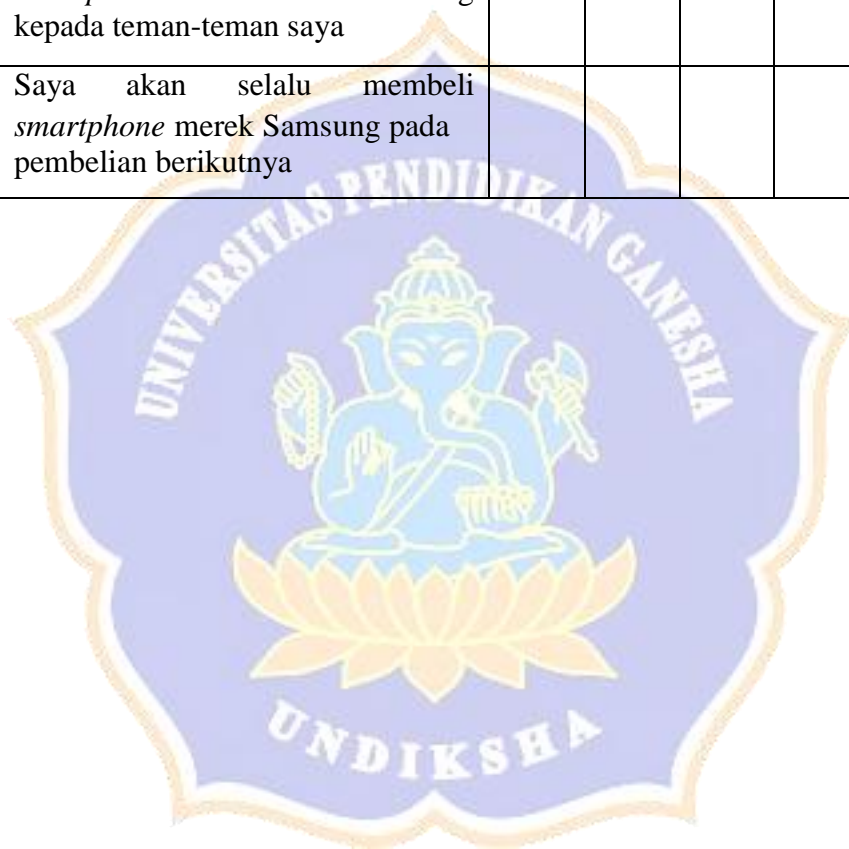 kepada teman-teman saya
Saya akan selalu membeli
smartphone merek Samsung pada
pembelian berikutnya
UNIVERSITAS PENDIDIKAN GANESHA
UNDIKSHA